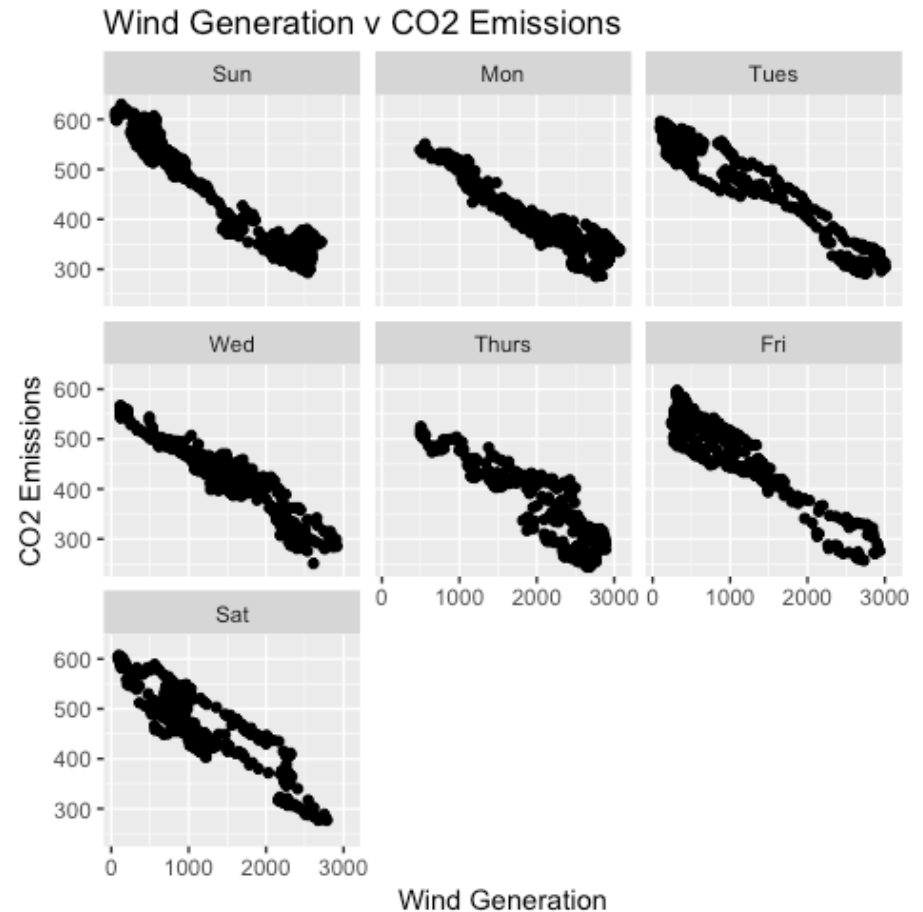 Wind Generation v CO2 Emissions
Sun Mon Tues
600
500
400
300
Wed Thurs Fri
600
500
400
300
0 1000 2000 3000 0 1000 2000 3000
Sat
600
500
400
300
0 1000 2000 3000
CO2 Emissions
Wind Generation